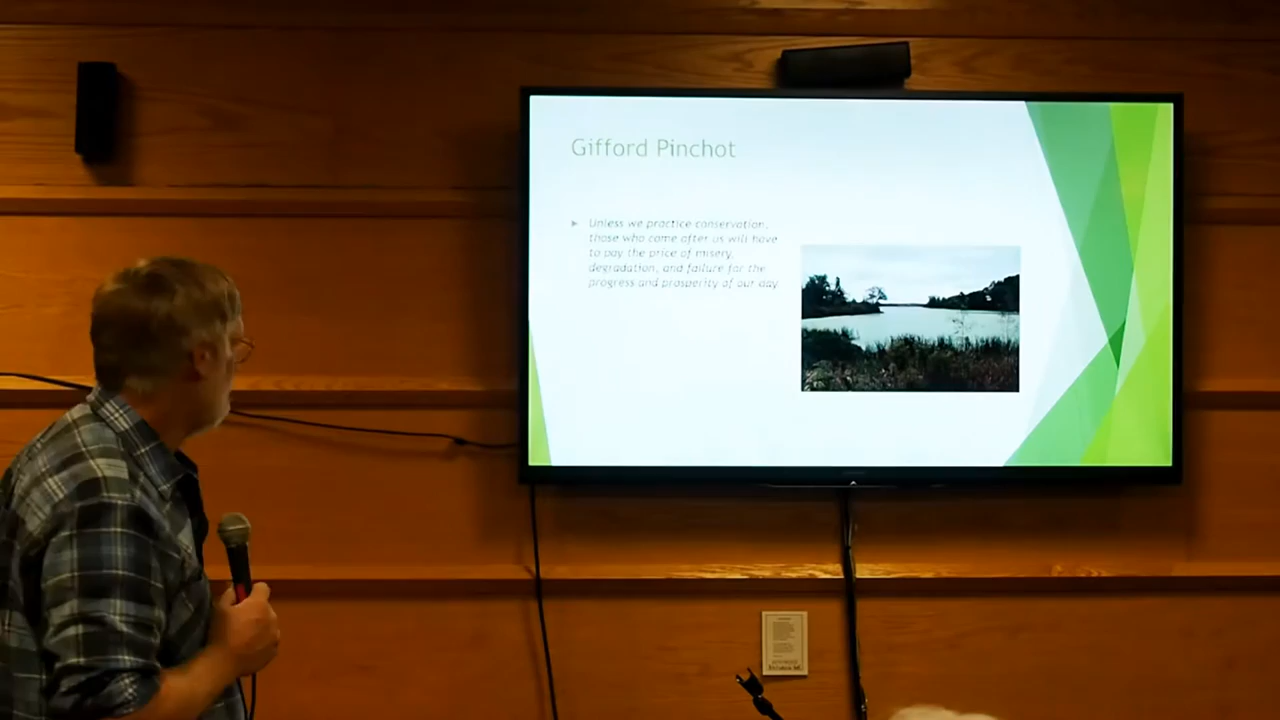 Gifford Pinchot
Unless we practice conservation,
those who come after us will have
to pay the price of misery,
degradation, and failure for the
progress and prosperity of our day.